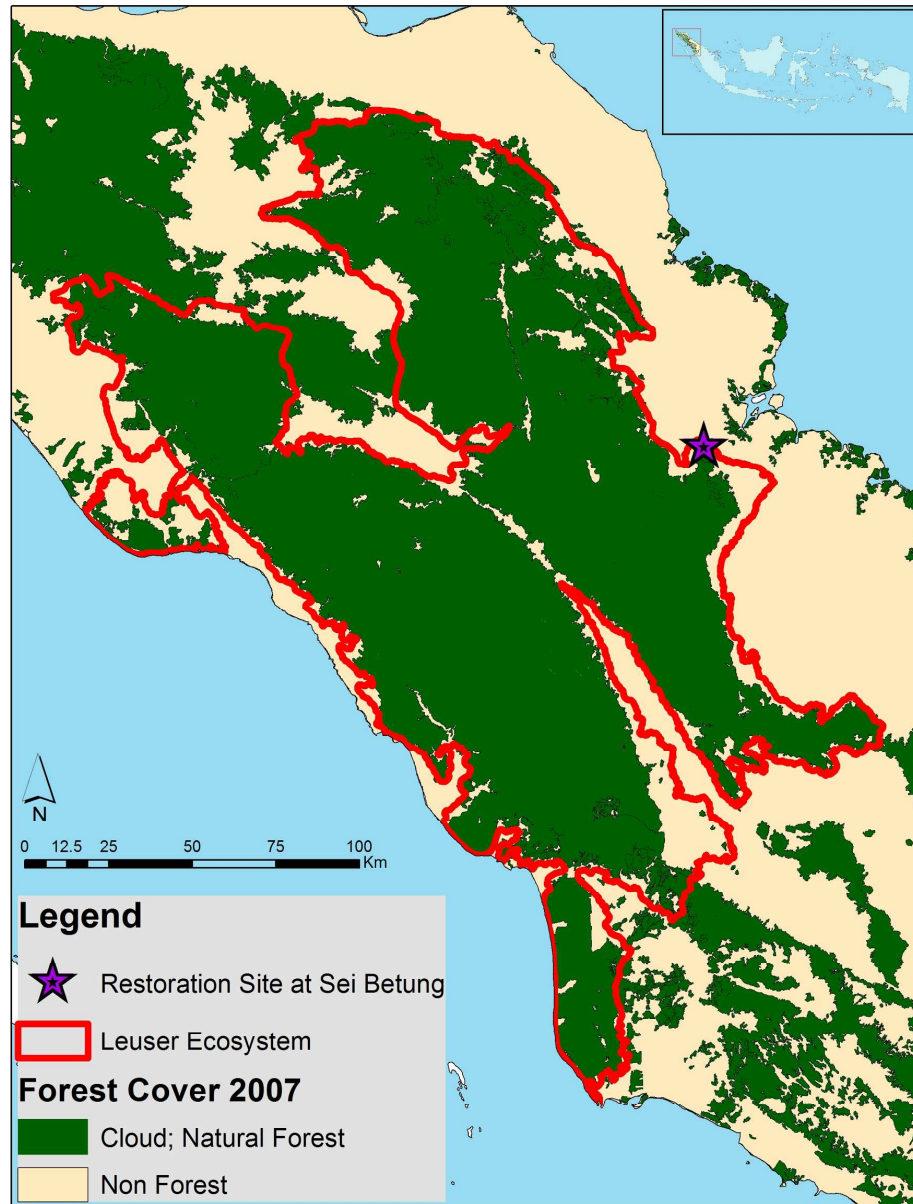 N
0 12.5 25 50 75 100
Km
Legend
Restoration Site at Sei Betung
Leuser Ecosystem
Forest Cover 2007
Cloud; Natural Forest
Non Forest